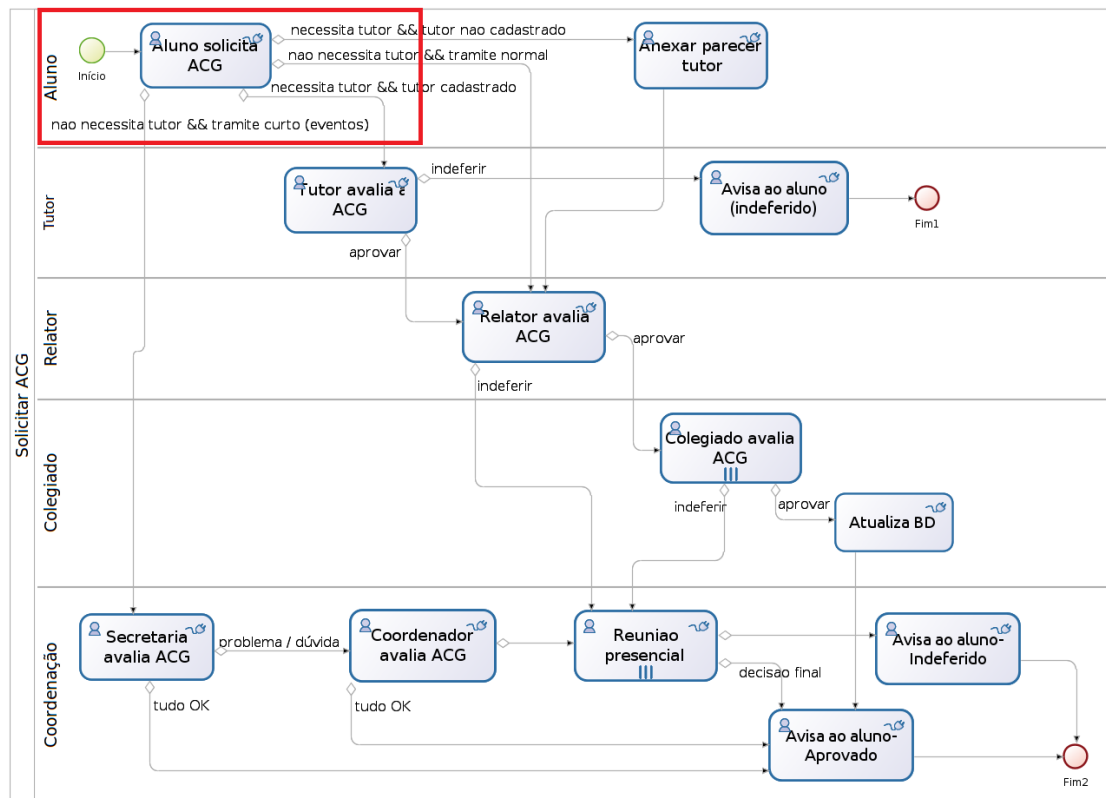 Solicitar ACG
Aluno
Início
Aluno solicita
ACG
necessita tutor && tutor nao cadastrado
nao necessita tutor && tramite normal
necessita tutor && tutor cadastrado
nao necessita tutor && tramite curto (eventos)
Anexar parecer
tutor
Tutor
Tutor avalia a
ACG
indeferir
aprovar
Avisa ao aluno
(indeferido)
Fim1
Relator
Relator avalia
ACG
aprovar
indeferir
Colegiado
Colegiado avalia
ACG
indeferir
aprovar
Atualiza BD
Coordenação
Secretaria
avalia ACG
problema / dúvida
tudo OK
Coordenador
avalia ACG
tudo OK
Reuniao
presencial
decisao final
Avisa ao aluno-
Indeferido
Avisa ao aluno-
Aprovado
Fim2